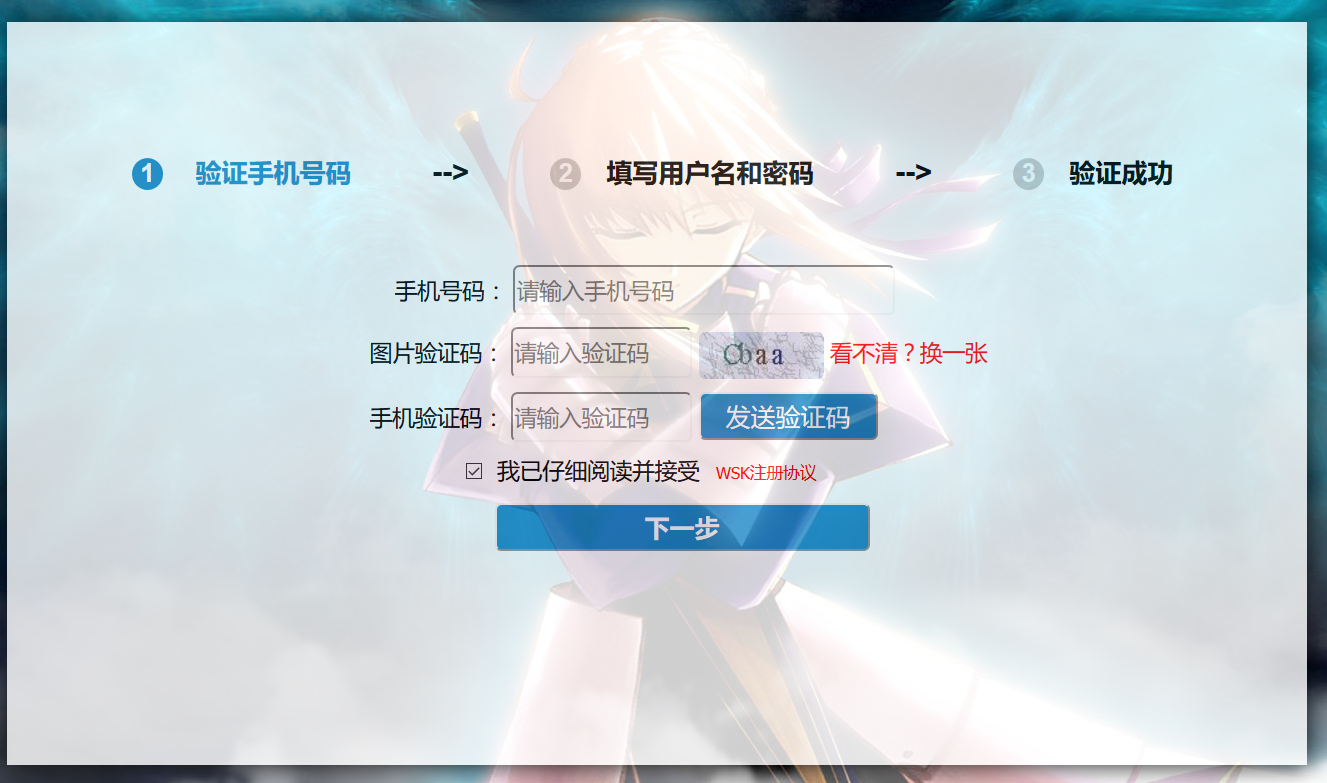 1 验证手机号码 --> 2 填写用户名和密码 --> 3 验证成功
手机号码： 请输入手机号码
图片验证码： 请输入验证码 Cbaa 看不清？换一张
手机验证码： 请输入验证码 发送验证码
我已仔细阅读并接受 WSK注册协议
下一步